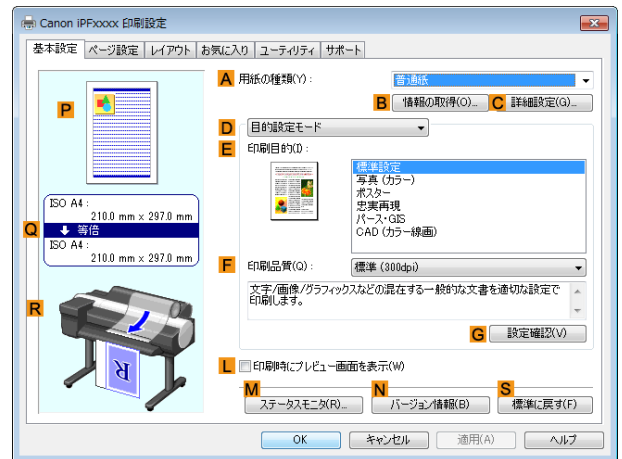 Canon iPFxxxx 印刷設定
基本設定 ページ設定 レイアウト お気に入り ユーティリティ サポート
A 用紙の種類(Y): 普通紙
B 情報の取得(O)... C 詳細設定(G)...
P
D 目的設定モード
E 印刷目的(I):
標準設定
写真 (カラー)
ポスター
忠実再現
パース・GIS
CAD (カラー線画)
ISO A4 :
210.0 mm x 297.0 mm
Q 等倍
ISO A4 :
210.0 mm x 297.0 mm
F 印刷品質(Q): 標準 (300dpi)
文字/画像/グラフィックスなどの混在する一般的な文書を適切な設定で
印刷します。
R
G 設定確認(V)
L 印刷時にプレビュー画面を表示(W)
M N S
ステータスモニタ(R)... バージョン情報(B) 標準に戻す(F)
OK キャンセル 適用(A) ヘルプ